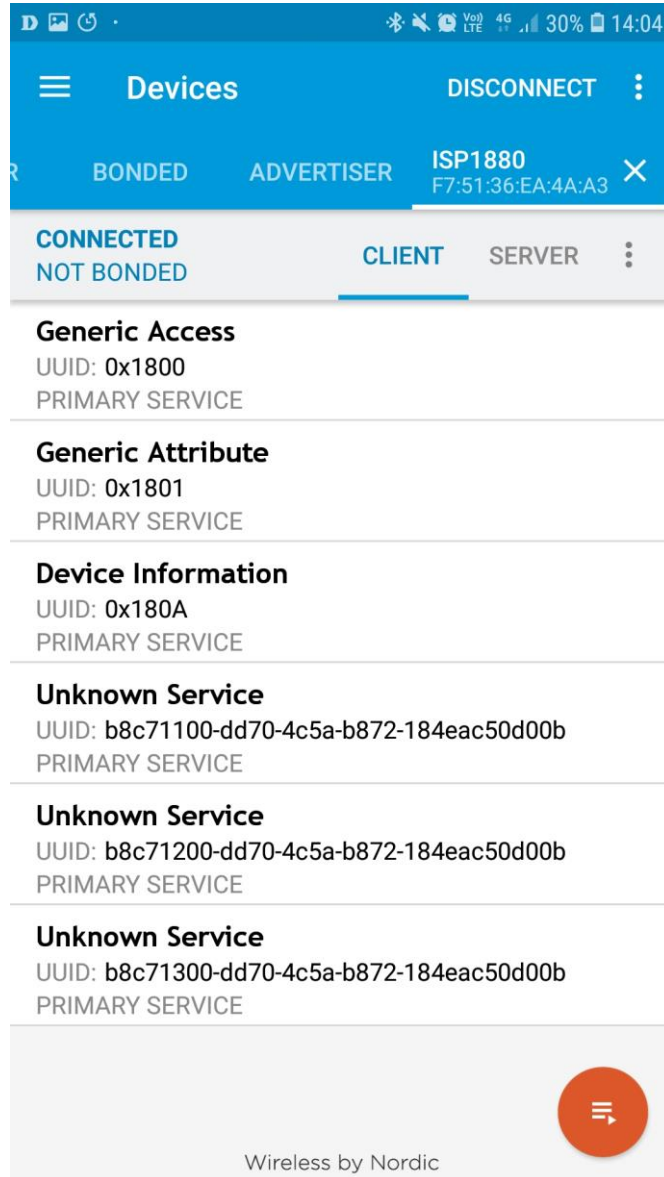 D 30% 14:04
Vo)) LTE 4G
Devices DISCONNECT
R BONDED ADVERTISER ISP1880
F7:51:36:EA:4A:A3
CONNECTED
NOT BONDED CLIENT SERVER
Generic Access
UUID: 0x1800
PRIMARY SERVICE
Generic Attribute
UUID: 0x1801
PRIMARY SERVICE
Device Information
UUID: 0x180A
PRIMARY SERVICE
Unknown Service
UUID: b8c71100-dd70-4c5a-b872-184eac50d00b
PRIMARY SERVICE
Unknown Service
UUID: b8c71200-dd70-4c5a-b872-184eac50d00b
PRIMARY SERVICE
Unknown Service
UUID: b8c71300-dd70-4c5a-b872-184eac50d00b
PRIMARY SERVICE
Wireless by Nordic